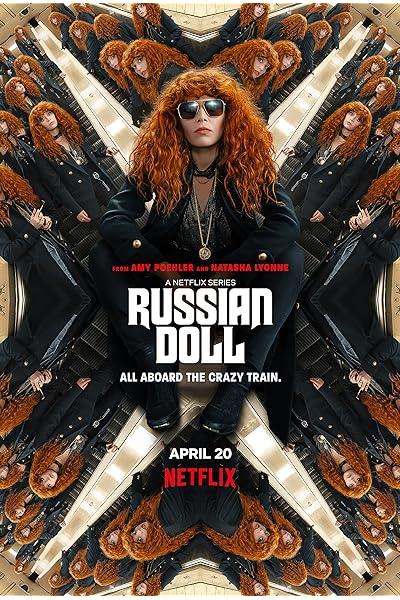 FROM AMY POEHLER AND NATASHA LYONNE
A NETFLIX SERIES
RUSSIAN
DOLL
ALL ABOARD THE CRAZY TRAIN.
APRIL 20
NETFLIX